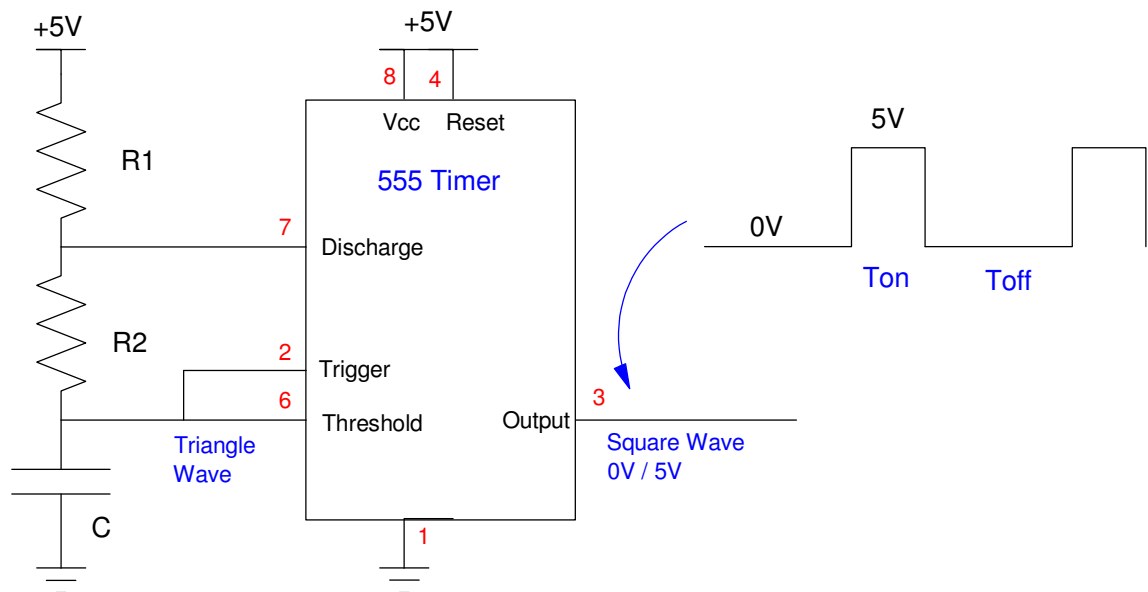 +5V
+5V
8
4
Vcc
Reset
R1
555 Timer
5V
7
Discharge
0V
Ton
Toff
R2
2
Trigger
6
Threshold
Output
3
Triangle
Wave
Square Wave
0V / 5V
C
1